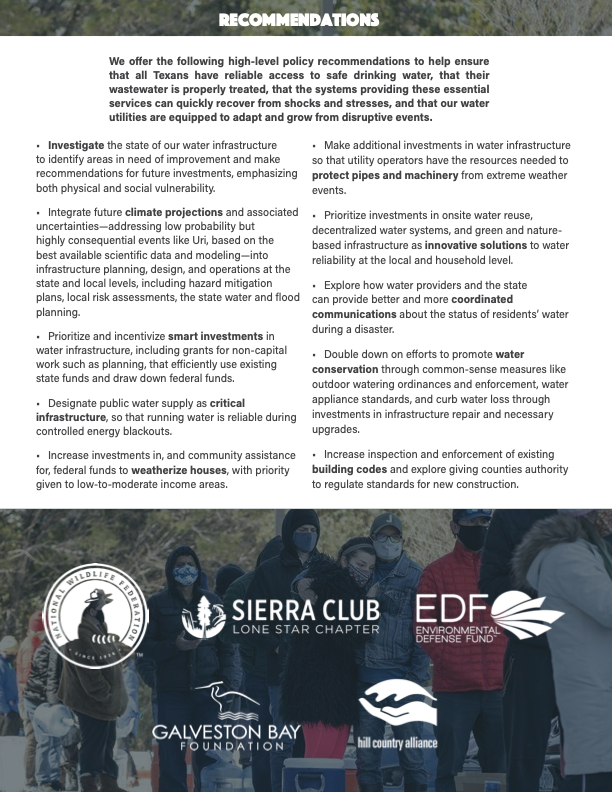 RECOMMENDATIONS
We offer the following high-level policy recommendations to help ensure
that all Texans have reliable access to safe drinking water, that their
wastewater is properly treated, that the systems providing these essential
services can quickly recover from shocks and stresses, and that our water
utilities are equipped to adapt and grow from disruptive events.
• Investigate the state of our water infrastructure
to identify areas in need of improvement and make
recommendations for future investments, emphasizing
both physical and social vulnerability.
• Integrate future climate projections and associated
uncertainties—addressing low probability but
highly consequential events like Uri, based on the
best available scientific data and modeling—into
infrastructure planning, design, and operations at the
state and local levels, including hazard mitigation
plans, local risk assessments, the state water and flood
planning.
• Prioritize and incentivize smart investments in
water infrastructure, including grants for non-capital
work such as planning, that efficiently use existing
state funds and draw down federal funds.
• Designate public water supply as critical
infrastructure, so that running water is reliable during
controlled energy blackouts.
• Increase investments in, and community assistance
for, federal funds to weatherize houses, with priority
given to low-to-moderate income areas.
• Make additional investments in water infrastructure
so that utility operators have the resources needed to
protect pipes and machinery from extreme weather
events.
• Prioritize investments in onsite water reuse,
decentralized water systems, and green and nature-
based infrastructure as innovative solutions to water
reliability at the local and household level.
• Explore how water providers and the state
can provide better and more coordinated
communications about the status of residents' water
during a disaster.
• Double down on efforts to promote water
conservation through common-sense measures like
outdoor watering ordinances and enforcement, water
appliance standards, and curb water loss through
investments in infrastructure repair and necessary
upgrades.
• Increase inspection and enforcement of existing
building codes and explore giving counties authority
to regulate standards for new construction.
NATIONAL WILDLIFE FEDERATION
SINCE 1936
TM
SIERRA CLUB
LONE STAR CHAPTER
EDF
ENVIRONMENTAL
DEFENSE FUND
GALVESTON BAY
FOUNDATION
hill country alliance